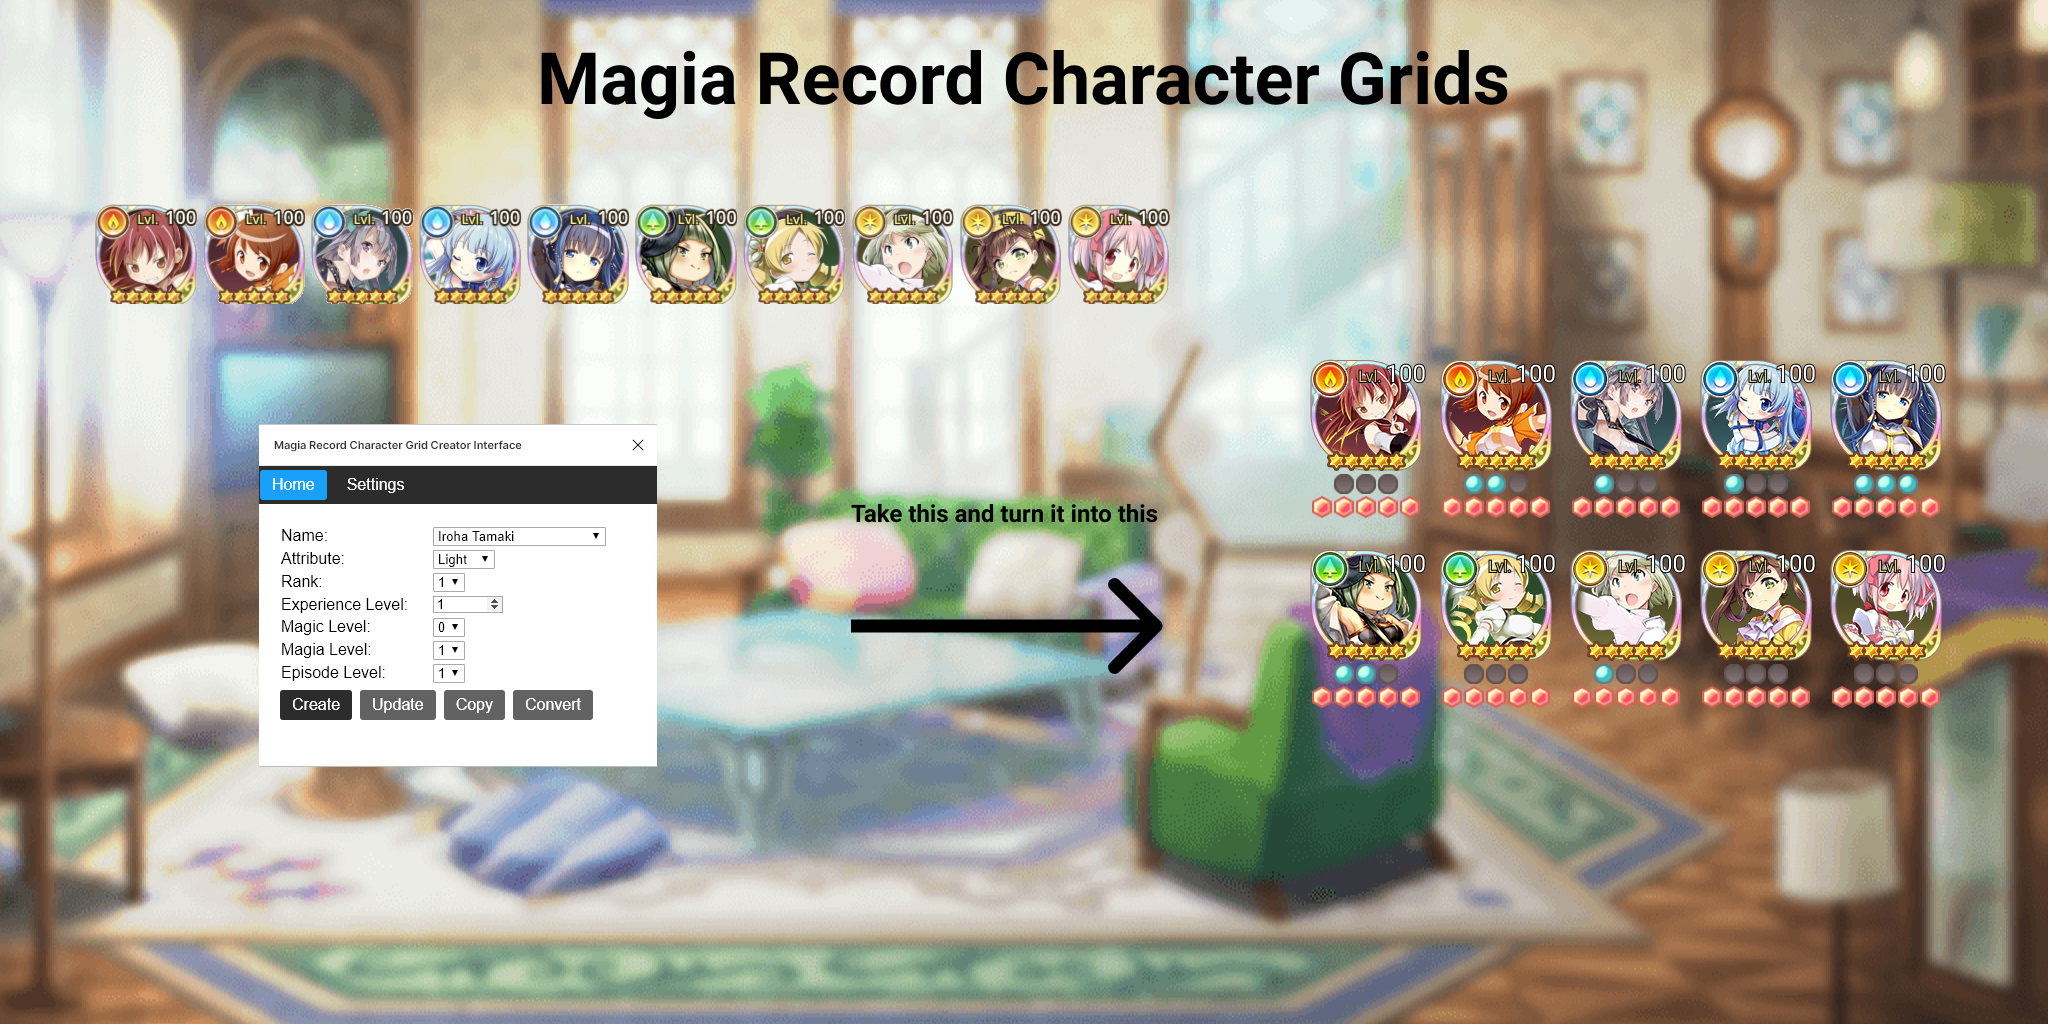 Magia Record Character Grids
Lvl. 100 Lvl. 100 Lvl. 100 Lvl. 100 Lvl. 100 Lvl. 100 Lvl. 100 Lvl. 100 Lvl. 100 Lvl. 100
Magia Record Character Grid Creator Interface
Home Settings
Name: Iroha Tamaki
Attribute: Light
Rank: 1
Experience Level: 1
Magic Level: 0
Magia Level: 1
Episode Level: 1
Create Update Copy Convert
Take this and turn it into this
Lvl. 100 Lvl. 100 Lvl. 100 Lvl. 100 Lvl. 100
Lvl. 100 Lvl. 100 Lvl. 100 Lvl. 100 Lvl. 100